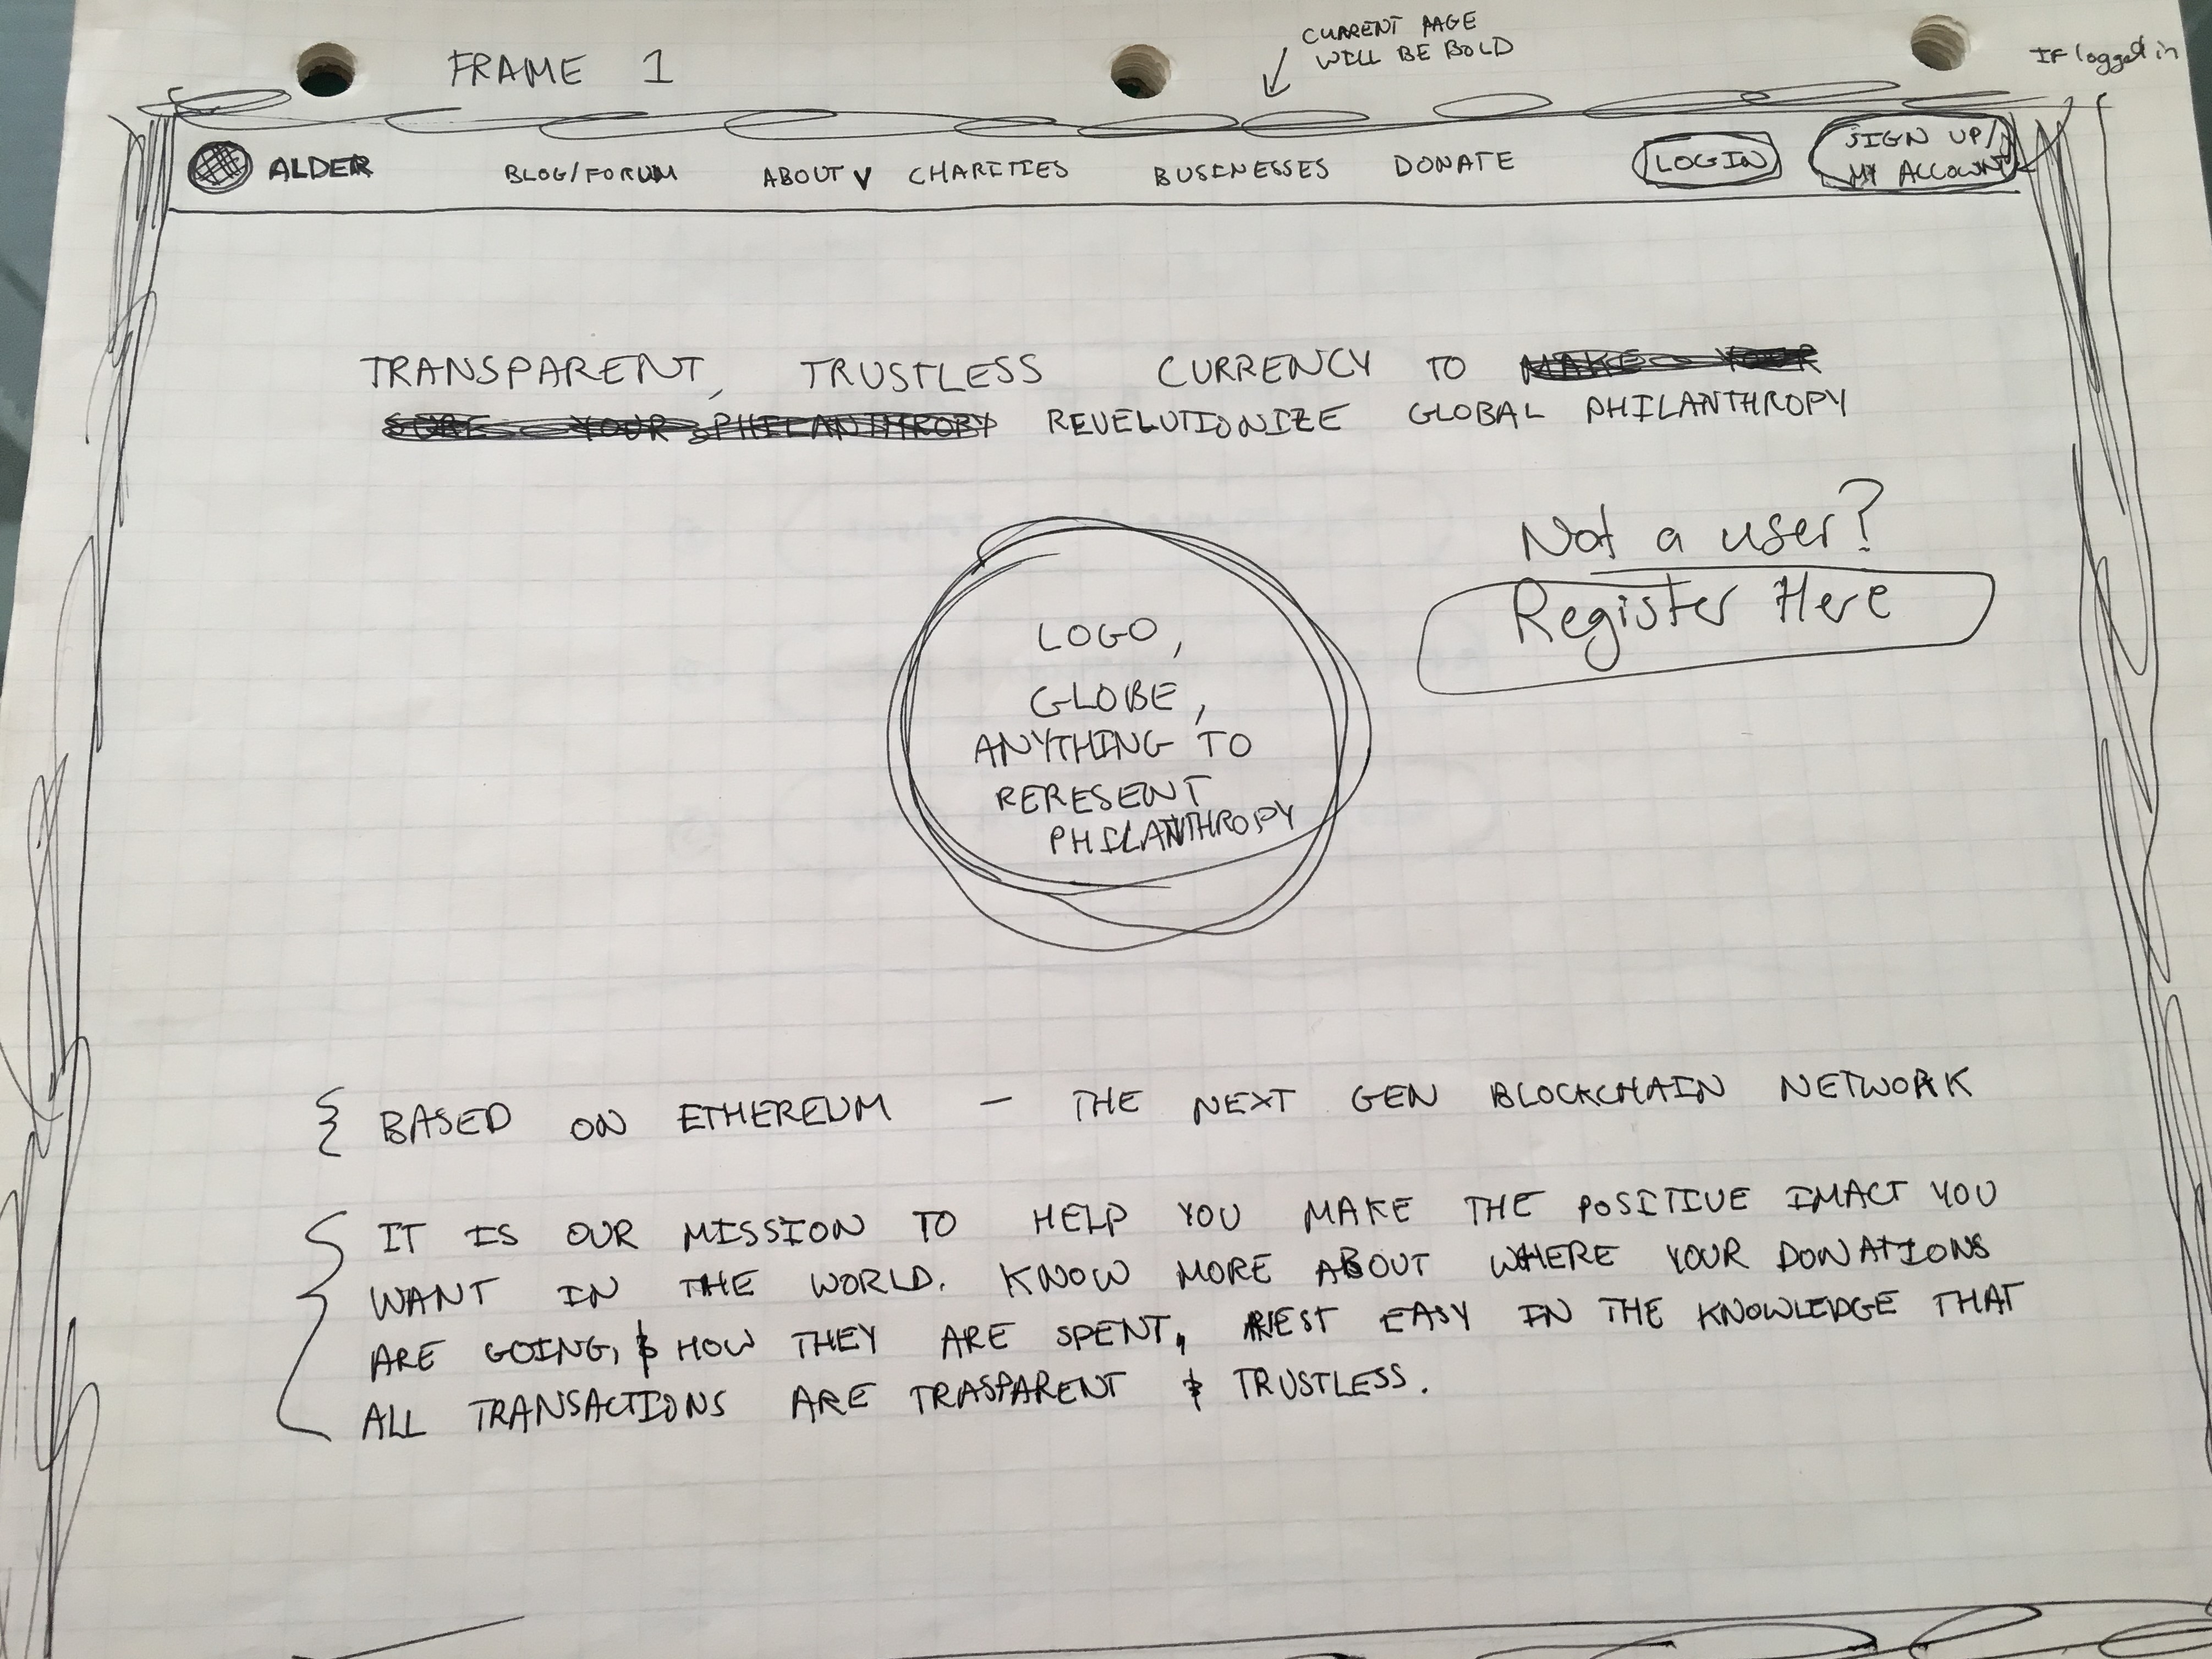 FRAME 1
CURRENT PAGE
WILL BE BOLD
IF logged in
ALDER BLOG/FORUM ABOUT V CHARITIES BUSINESSES DONATE LOGIN SIGN UP/
MY ACCOUNT
TRANSPARENT, TRUSTLESS CURRENCY TO MAKE YOUR
SURE YOUR PHILANTHROPY REVELUTIONIZE GLOBAL PHILANTHROPY
Not a user?
Register Here
LOGO,
GLOBE,
ANYTHING TO
RERESENT
PHILANTHROPY
{ BASED ON ETHEREUM – THE NEXT GEN BLOCKCHAIN NETWORK
{ IT IS OUR MISSION TO HELP YOU MAKE THE POSITIVE IMACT YOU
WANT IN THE WORLD. KNOW MORE ABOUT WHERE YOUR DONATIONS
ARE GOING, & HOW THEY ARE SPENT, REST EASY IN THE KNOWLEDGE THAT
ALL TRANSACTIONS ARE TRASPARENT & TRUSTLESS.